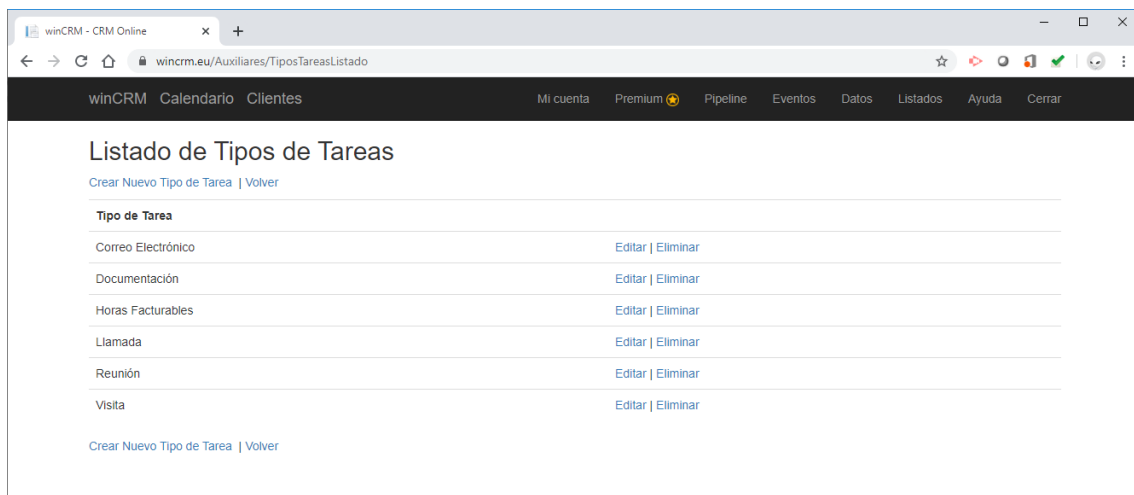 winCRM - CRM Online
wincrm.eu/Auxiliares/TiposTareasListado
winCRM Calendario Clientes Mi cuenta Premium Pipeline Eventos Datos Listados Ayuda Cerrar
Listado de Tipos de Tareas
Crear Nuevo Tipo de Tarea | Volver
Tipo de Tarea
Correo Electrónico Editar | Eliminar
Documentación Editar | Eliminar
Horas Facturables Editar | Eliminar
Llamada Editar | Eliminar
Reunión Editar | Eliminar
Visita Editar | Eliminar
Crear Nuevo Tipo de Tarea | Volver